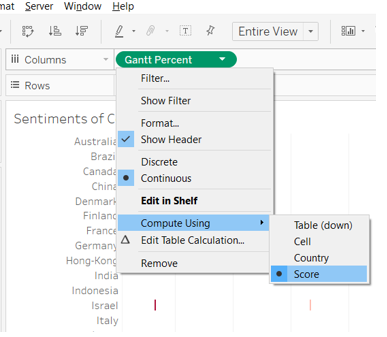 mat Server Window Help
Entire View
iii Columns
Gantt Percent
Rows
Filter...
Show Filter
Sentiments of C
Format...
Show Header
Discrete
Continuous
Edit in Shelf
Compute Using
Edit Table Calculation...
Remove
Table (down)
Cell
Country
Score
Australia
Brazi
Canada
China
Denmark
Finland
France
Germany
Hong-Kong
India
Indonesia
Israel
Italy